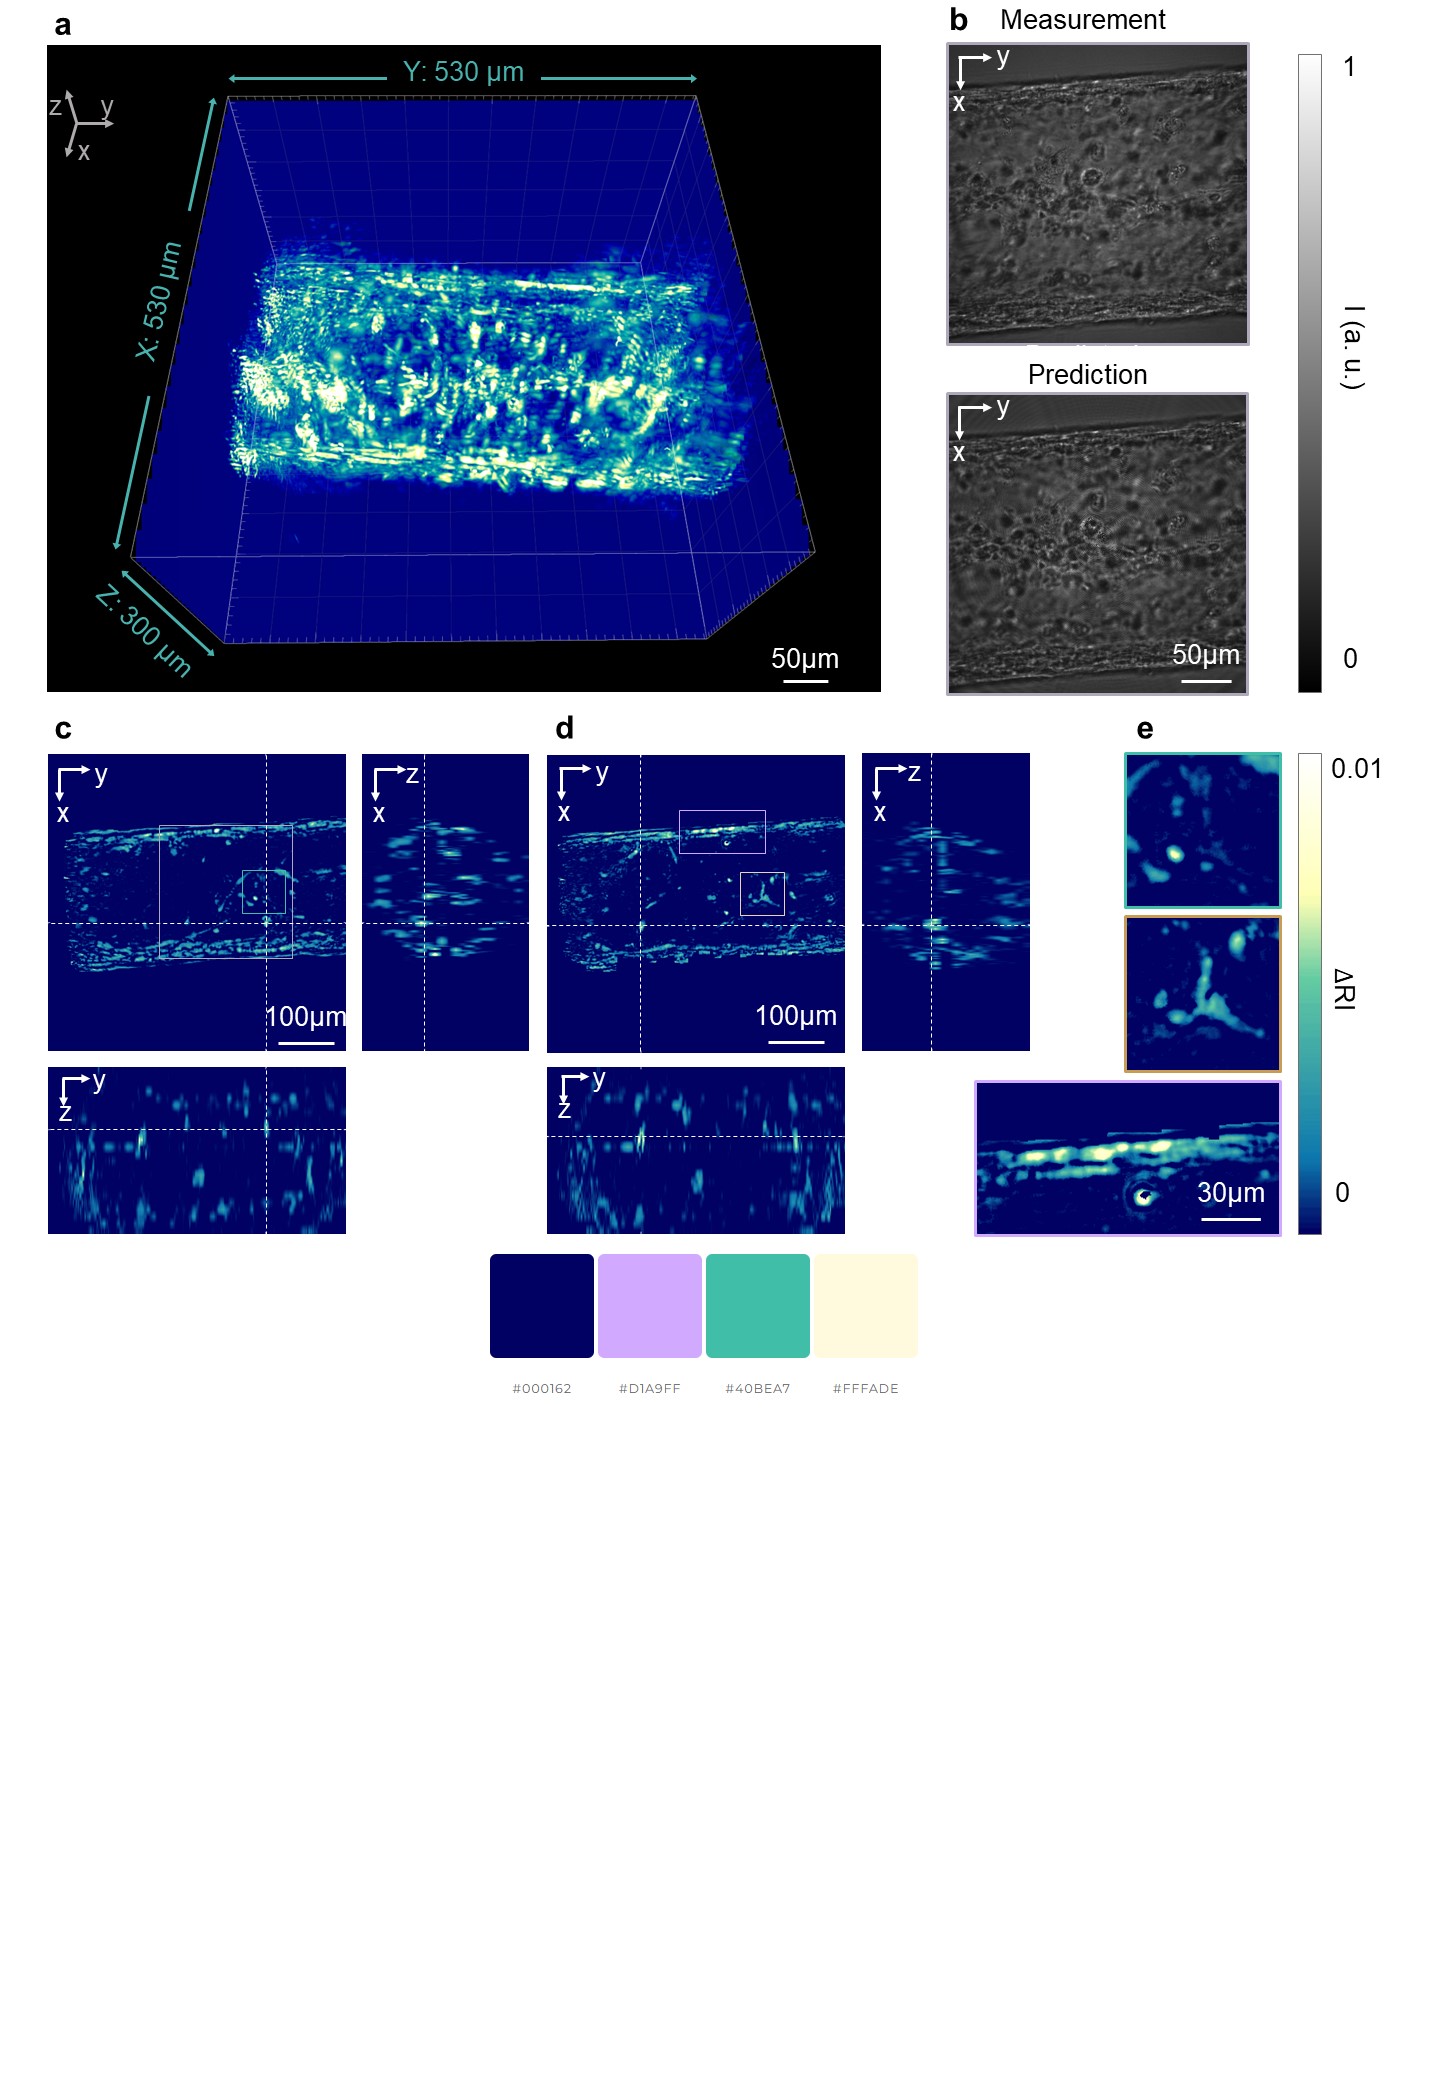 a
Y: 530 µm
z
y
x
X: 530 µm
Z: 300 µm
50µm
b
Measurement
y
x
Prediction
y
x
50µm
1
I (a. u.)
0
c
y
x
100µm
z
x
y
z
d
y
x
100µm
z
x
y
z
e
30µm
0.01
ΔRI
0
#000162
#D1A9FF
#40BEA7
#FFFADE